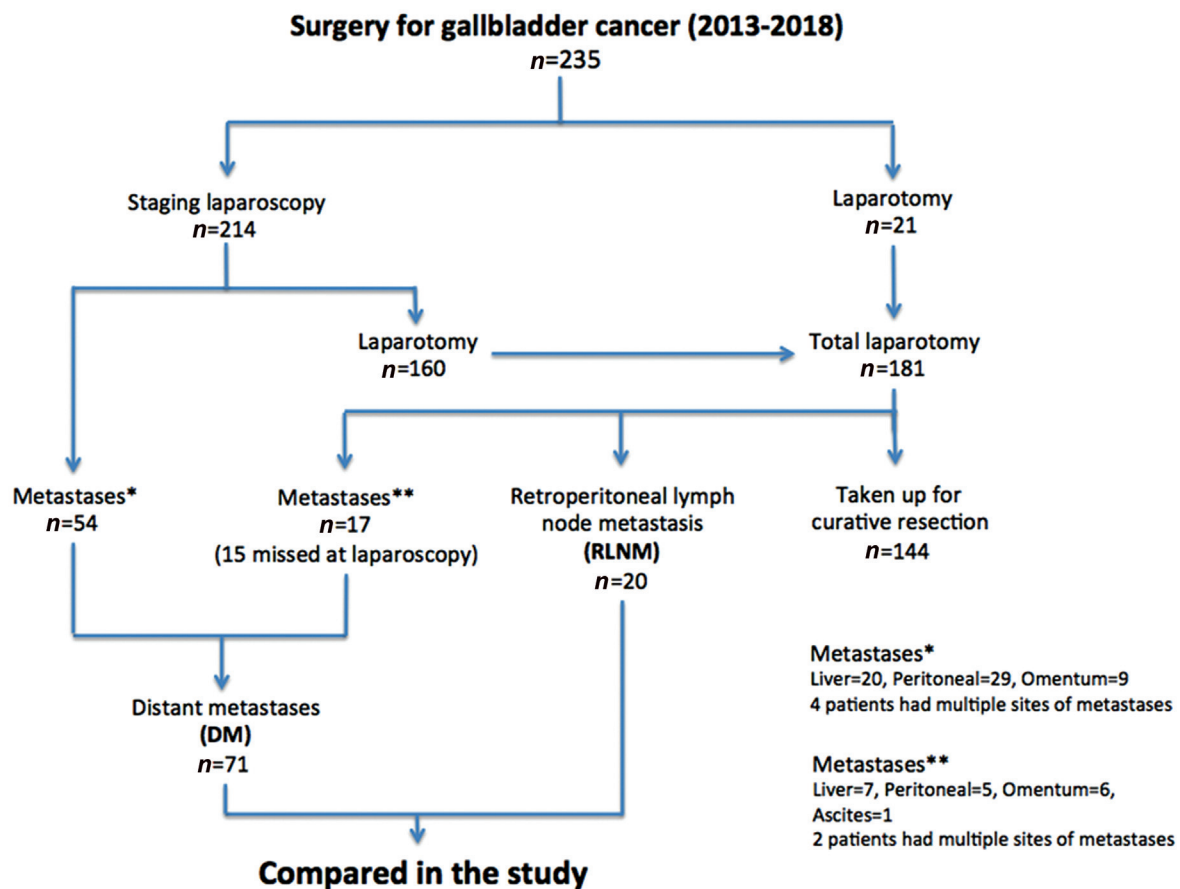 Surgery for gallbladder cancer (2013-2018)
n=235
Staging laparoscopy
n=214
Laparotomy
n=21
Laparotomy
n=160
Total laparotomy
n=181
Metastases*
n=54
Metastases**
n=17
(15 missed at laparoscopy)
Retroperitoneal lymph
node metastasis
(RLNM)
n=20
Taken up for
curative resection
n=144
Distant metastases
(DM)
n=71
Metastases*
Liver=20, Peritoneal=29, Omentum=9
4 patients had multiple sites of metastases
Metastases**
Liver=7, Peritoneal=5, Omentum=6,
Ascites=1
2 patients had multiple sites of metastases
Compared in the study